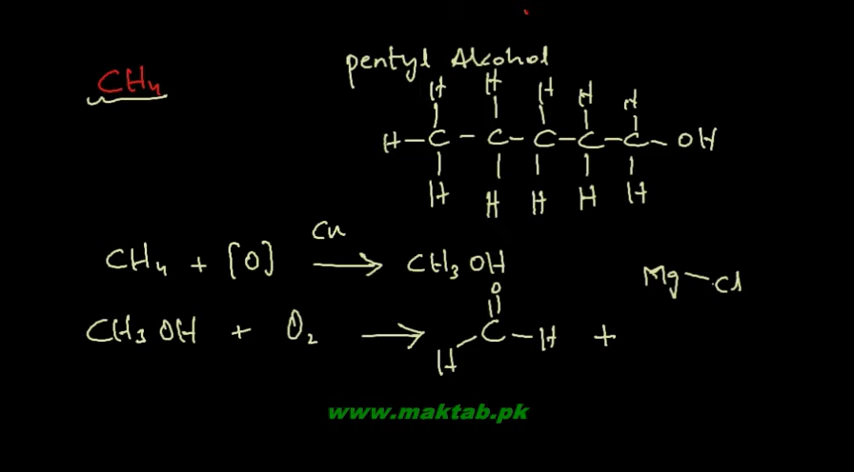 CH4
pentyl Alcohol
H H H H H
H-C-C-C-C-C-OH
H H H H H
CH4 + [O] Cu → CH3OH
Mg-Cl
O
CH3OH + O2 → C-H +
H
www.maktab.pk